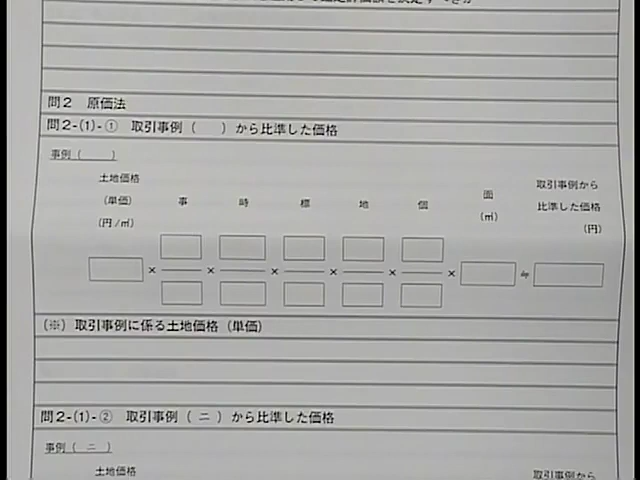 問2 原価法
問2-(1)-① 取引事例( )から比準した価格
事例( )
土地価格 取引事例から
(単価) 事 時 標 地 個 面 比準した価格
(円/㎡) (㎡) (円)
× × × × × × ≒
(※)取引事例に係る土地価格(単価)
問2-(1)-② 取引事例(ニ)から比準した価格
事例(ニ)
土地価格 取引事例から